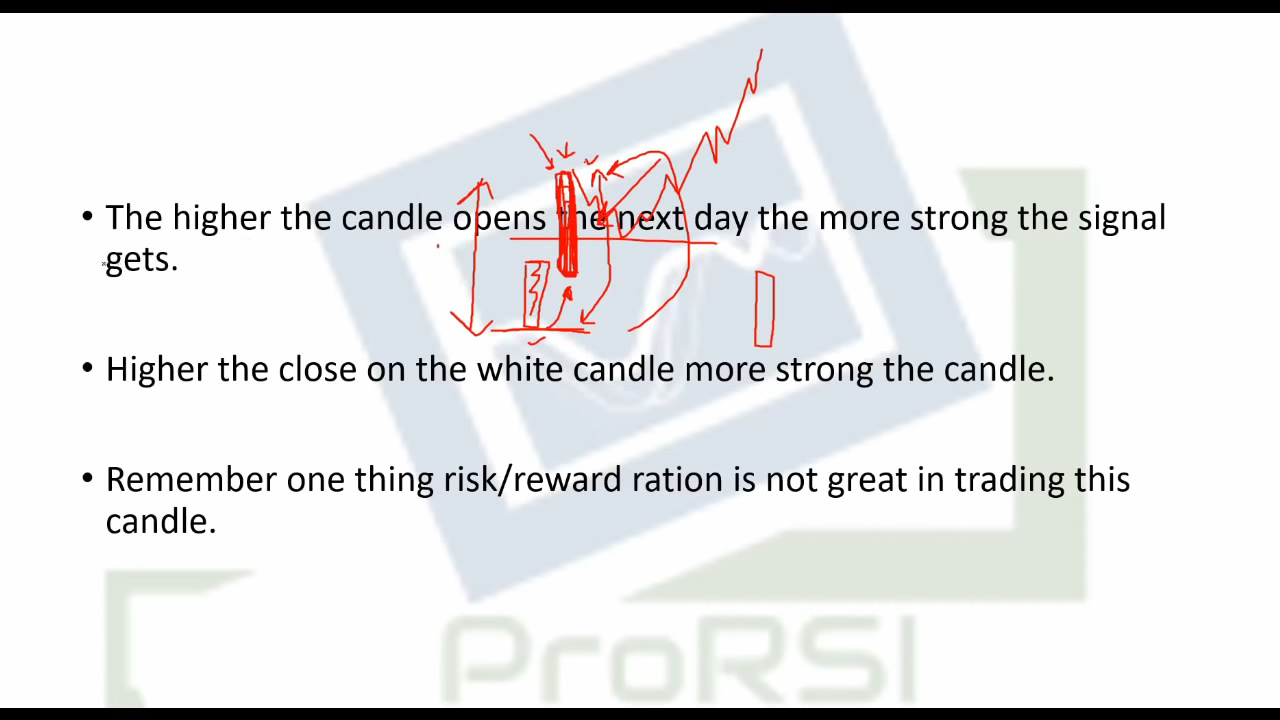 • The higher the candle opens the next day the more strong the signal
gets.
• Higher the close on the white candle more strong the candle.
• Remember one thing risk/reward ration is not great in trading this
candle.
ProRSI